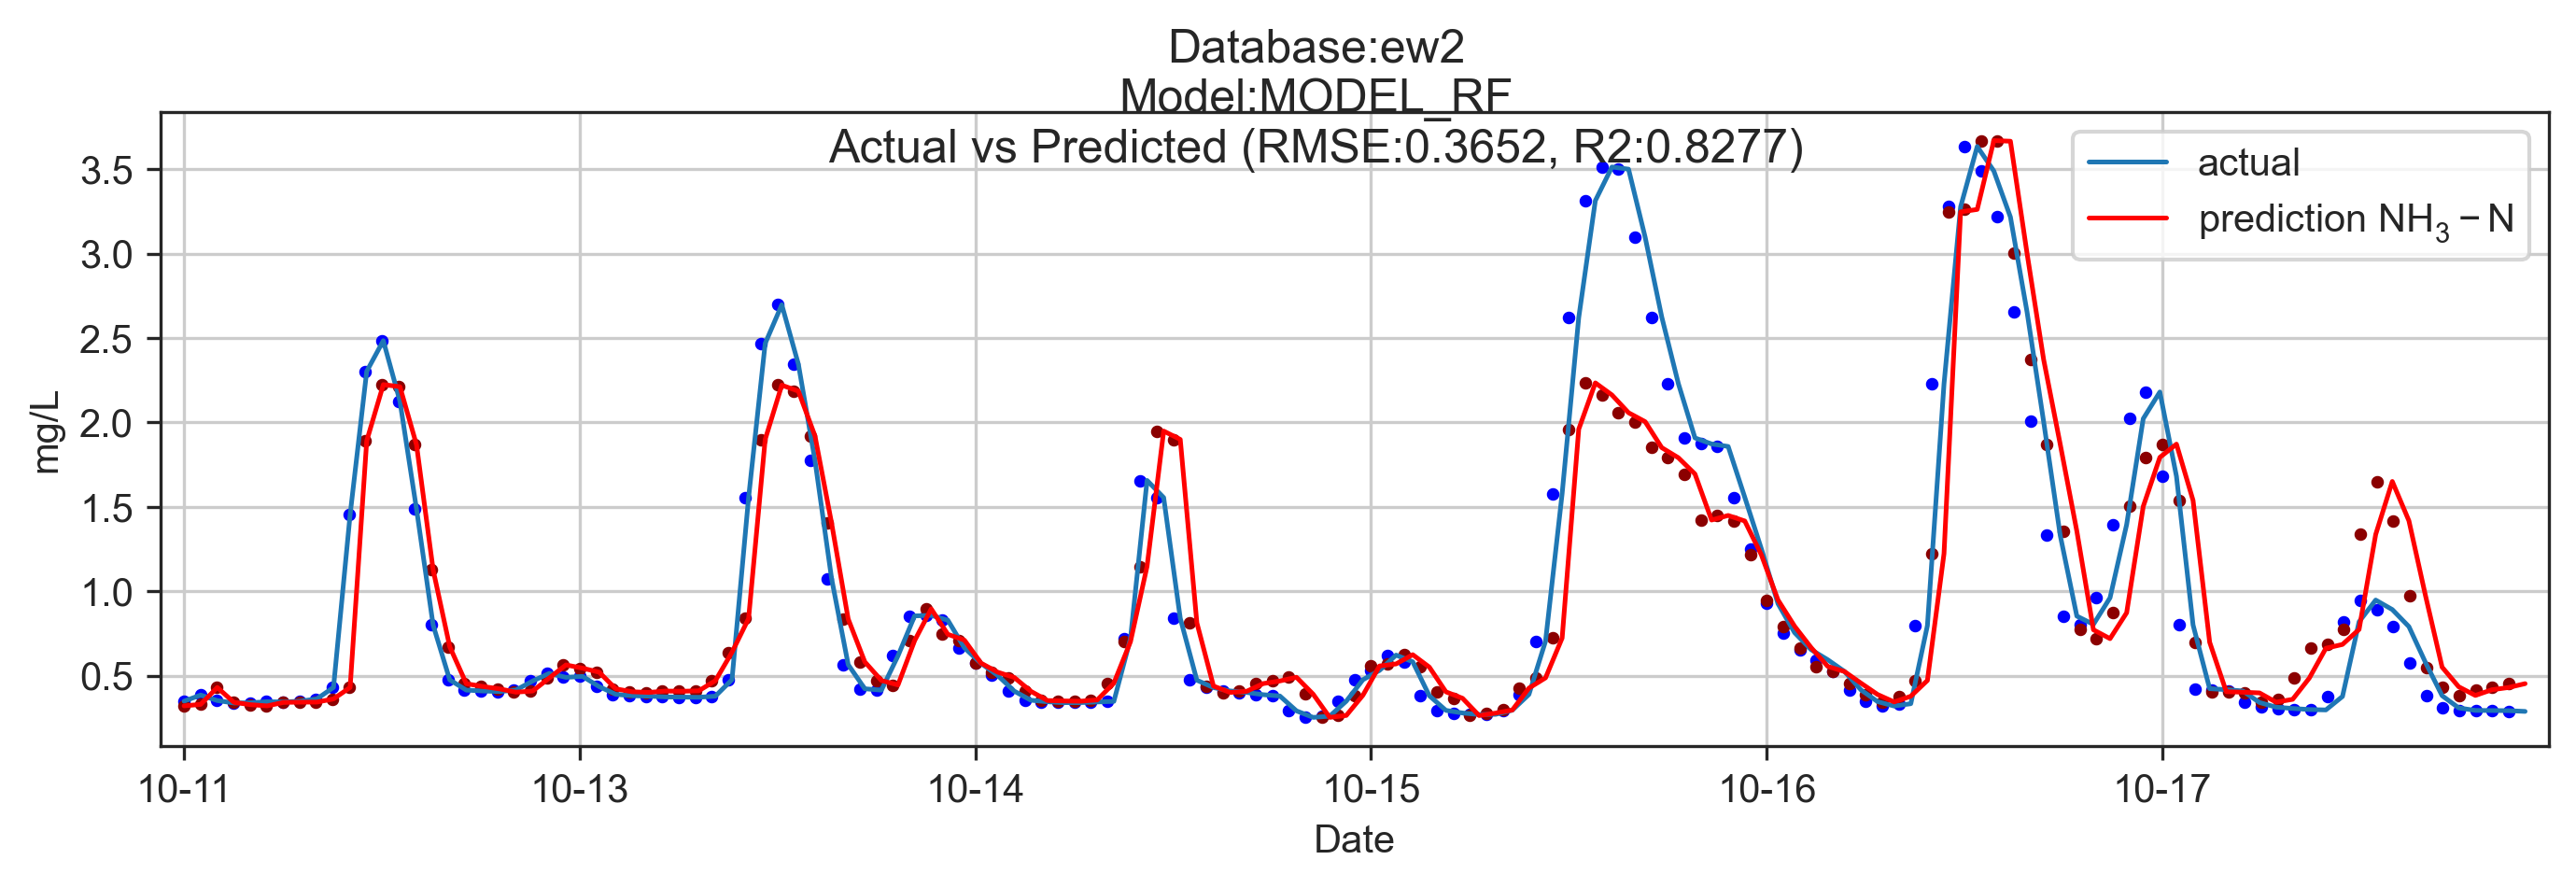 Database:ew2
Model:MODEL_RF
Actual vs Predicted (RMSE:0.3652, R2:0.8277)
actual
prediction NH₃ − N
3.5
3.0
2.5
2.0
1.5
1.0
0.5
mg/L
10-11 10-13 10-14 10-15 10-16 10-17
Date